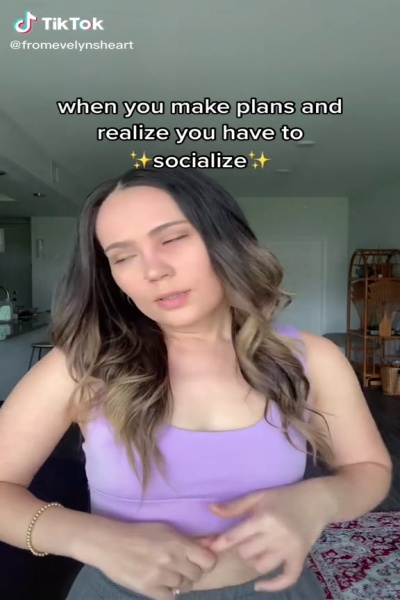 TikTok
@fromevelynsheart
when you make plans and
realize you have to
✨socialize✨